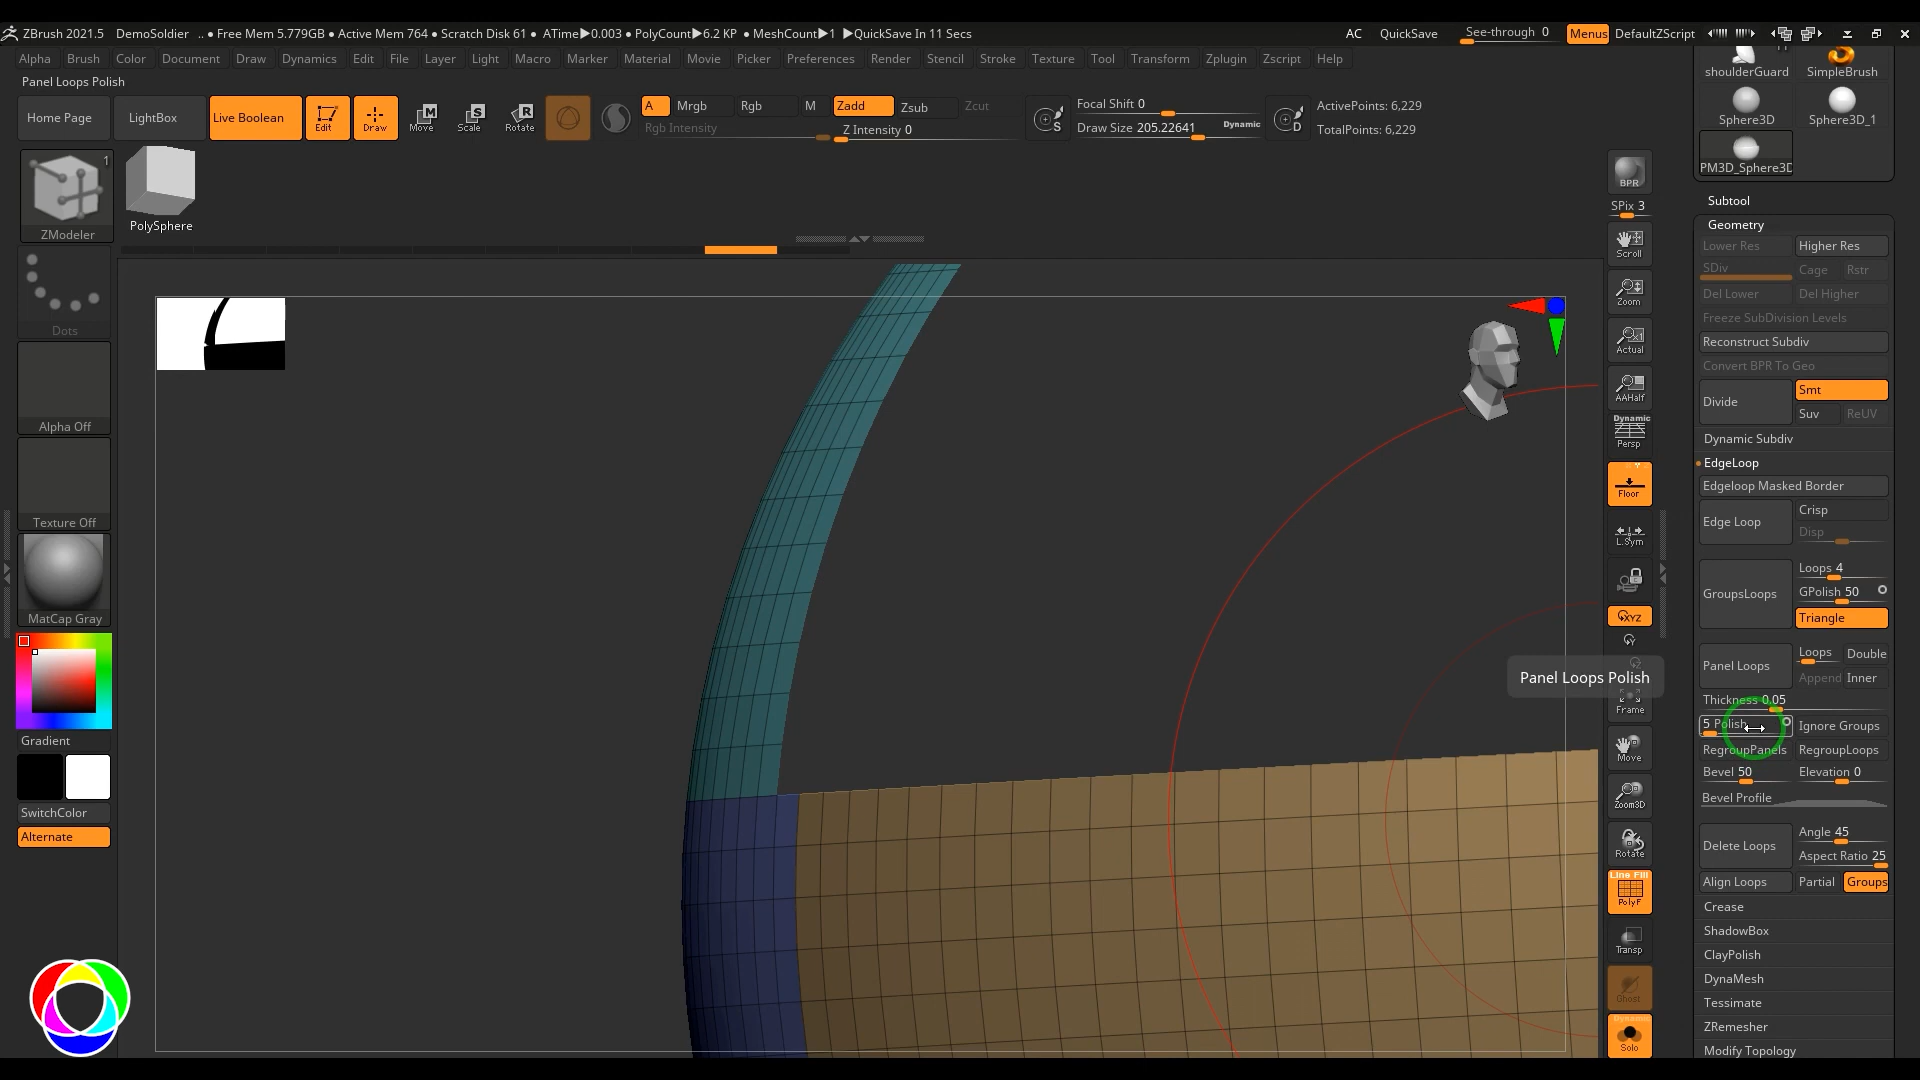 ZBrush 2021.5 DemoSoldier .. ● Free Mem 5.779GB ● Active Mem 764 ● Scratch Disk 61 ● ATime▶0.003 ● PolyCount▶6.2 KP ● MeshCount▶1 ▶QuickSave In 11 Secs AC QuickSave See-through 0 Menus DefaultZScript
Alpha Brush Color Document Draw Dynamics Edit File Layer Light Macro Marker Material Movie Picker Preferences Render Stencil Stroke Texture Tool Transform Zplugin Zscript Help
Panel Loops Polish
Home Page LightBox Live Boolean Edit Draw Move Scale Rotate
A Mrgb Rgb M Zadd Zsub Zcut
Rgb Intensity Z Intensity 0
S Focal Shift 0
Draw Size 205.22641 Dynamic
D ActivePoints: 6,229
TotalPoints: 6,229
1
ZModeler
PolySphere
Dots
Alpha Off
Texture Off
MatCap Gray
Gradient
SwitchColor
Alternate
BPR
SPix 3
Scroll
Zoom
Actual
AAHalf
Dynamic
Persp
Floor
L.Sym
XYZ
Frame
Move
Zoom3D
Rotate
Line Fill
PolyF
Transp
Ghost
Dynamic
Solo
Panel Loops Polish
shoulderGuard SimpleBrush
Sphere3D Sphere3D_1
PM3D_Sphere3D
Subtool
Geometry
Lower Res Higher Res
SDiv Cage Rstr
Del Lower Del Higher
Freeze SubDivision Levels
Reconstruct Subdiv
Convert BPR To Geo
Divide Smt
Suv ReUV
Dynamic Subdiv
EdgeLoop
Edgeloop Masked Border
Edge Loop Crisp
Disp
GroupsLoops Loops 4
GPolish 50
Triangle
Panel Loops Loops Double
Append Inner
Thickness 0.05
5 Polish Ignore Groups
RegroupPanels RegroupLoops
Bevel 50 Elevation 0
Bevel Profile
Delete Loops Angle 45
Aspect Ratio 25
Align Loops Partial Groups
Crease
ShadowBox
ClayPolish
DynaMesh
Tessimate
ZRemesher
Modify Topology